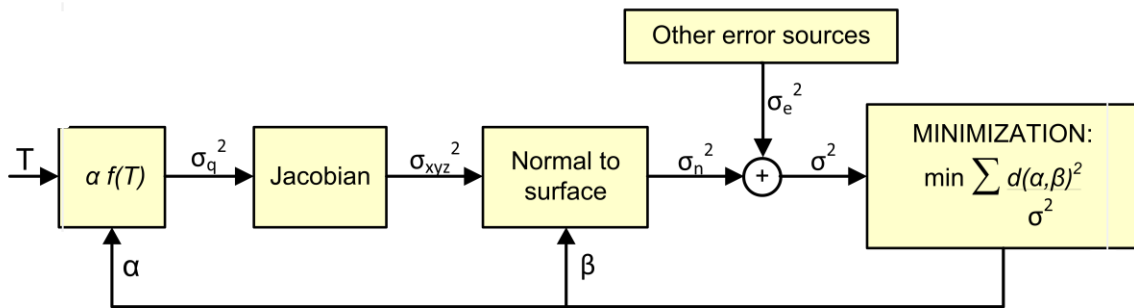 Other error sources
σe²
T
α f(T)
σq²
Jacobian
σxyz²
Normal to
surface
σn²
+
σ²
MINIMIZATION:
min ∑ d(α,β)²
σ²
α
β